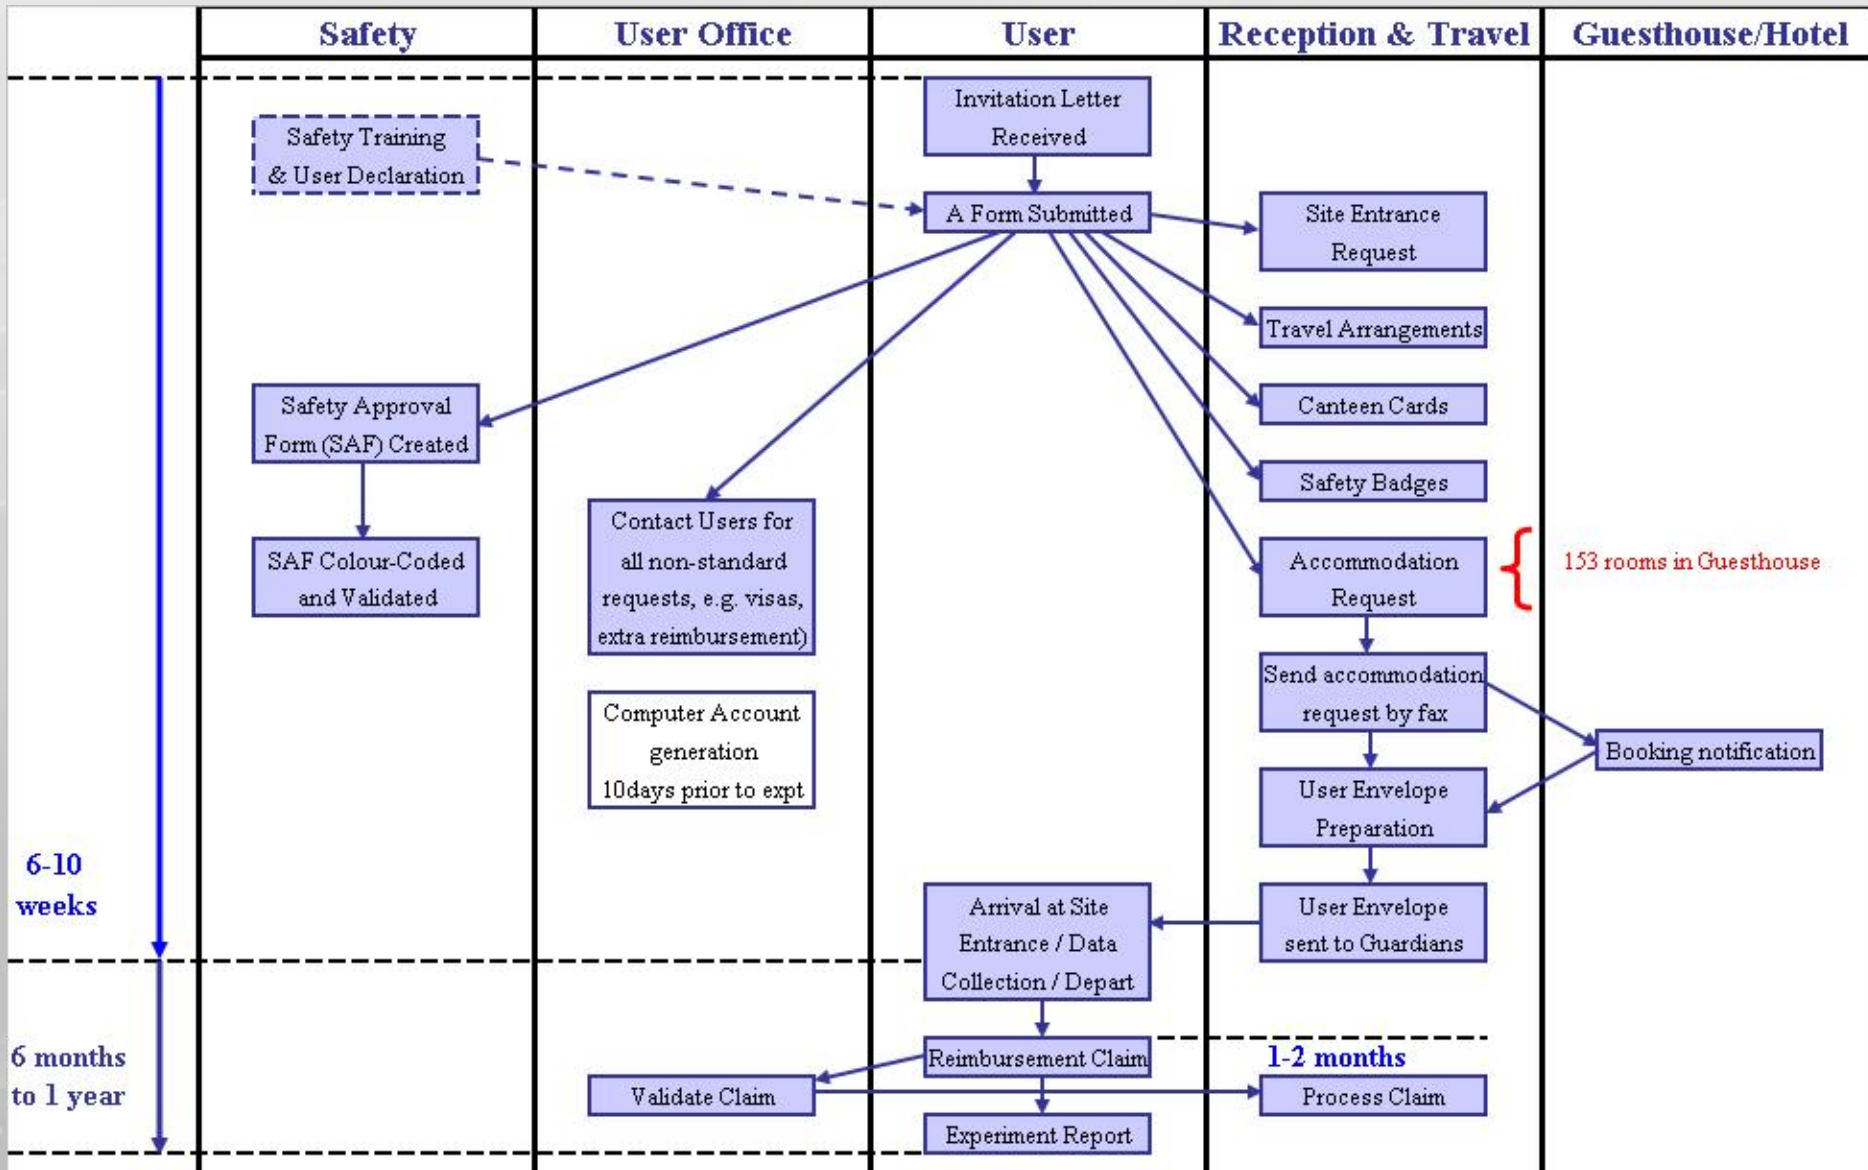 Safety
User Office
User
Reception & Travel
Guesthouse/Hotel
Invitation Letter
Received
Safety Training
& User Declaration
A Form Submitted
Site Entrance
Request
Travel Arrangements
Safety Approval
Form (SAF) Created
Canteen Cards
Safety Badges
Contact Users for
all non-standard
requests, e.g. visas,
extra reimbursement)
SAF Colour-Coded
and Validated
Accommodation
Request
153 rooms in Guesthouse
Send accommodation
request by fax
Computer Account
generation
10days prior to expt
Booking notification
User Envelope
Preparation
6-10
weeks
Arrival at Site
Entrance / Data
Collection / Depart
User Envelope
sent to Guardians
6 months
to 1 year
Reimbursement Claim
1-2 months
Validate Claim
Process Claim
Experiment Report